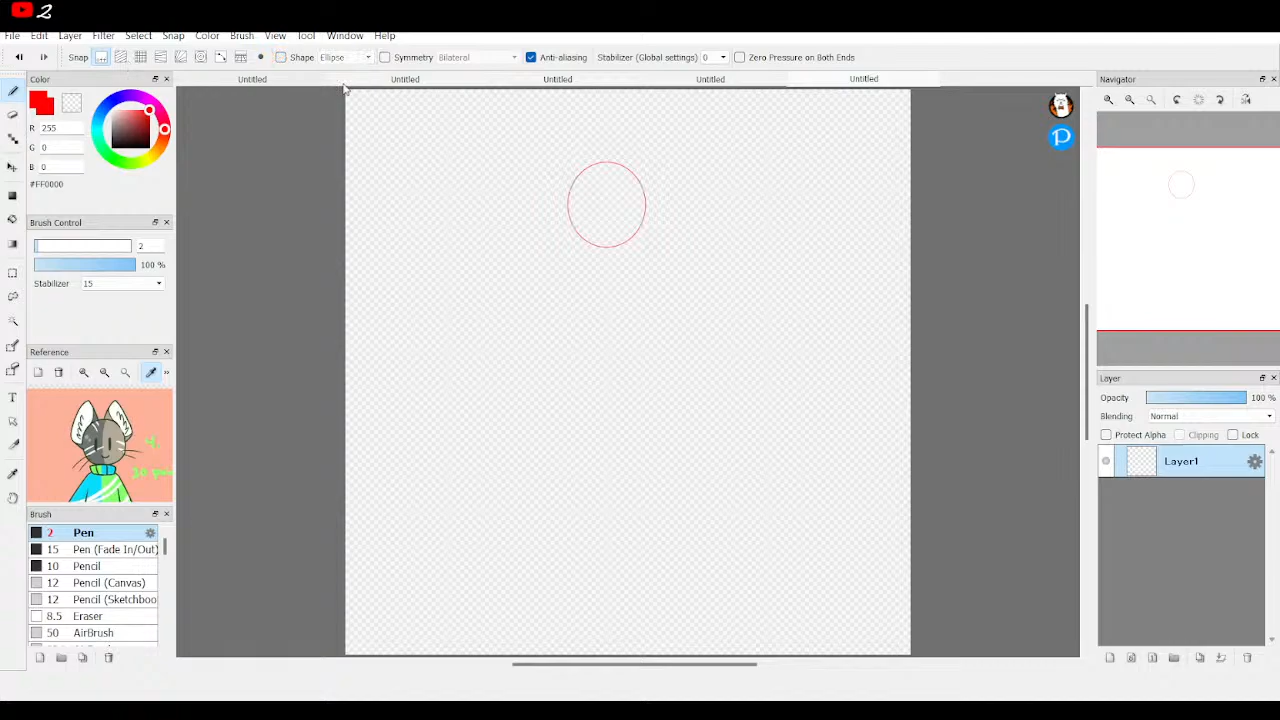 2
File Edit Layer Filter Select Snap Color Brush View Tool Window Help
Snap Shape Ellipse Symmetry Bilateral Anti-aliasing Stabilizer (Global settings) 0 Zero Pressure on Both Ends
Color
Untitled Untitled Untitled Untitled Untitled
Navigator
R 255
G 0
B 0
#FF0000
Brush Control
2
100 %
Stabilizer 15
Reference
4.
Brush
2 Pen
15 Pen (Fade In/Out)
10 Pencil
12 Pencil (Canvas)
12 Pencil (Sketchboo
8.5 Eraser
50 AirBrush
Layer
Opacity 100 %
Blending Normal
Protect Alpha Clipping Lock
Layer1